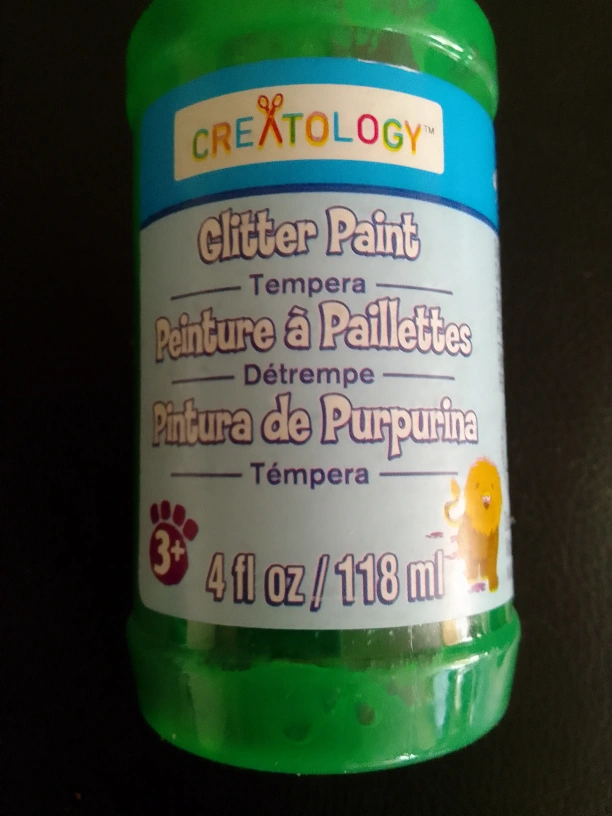 CREATOLOGY™
Glitter Paint
Tempera
Peinture à Paillettes
Détrempe
Pintura de Purpurina
Témpera
3+
4 fl oz / 118 ml